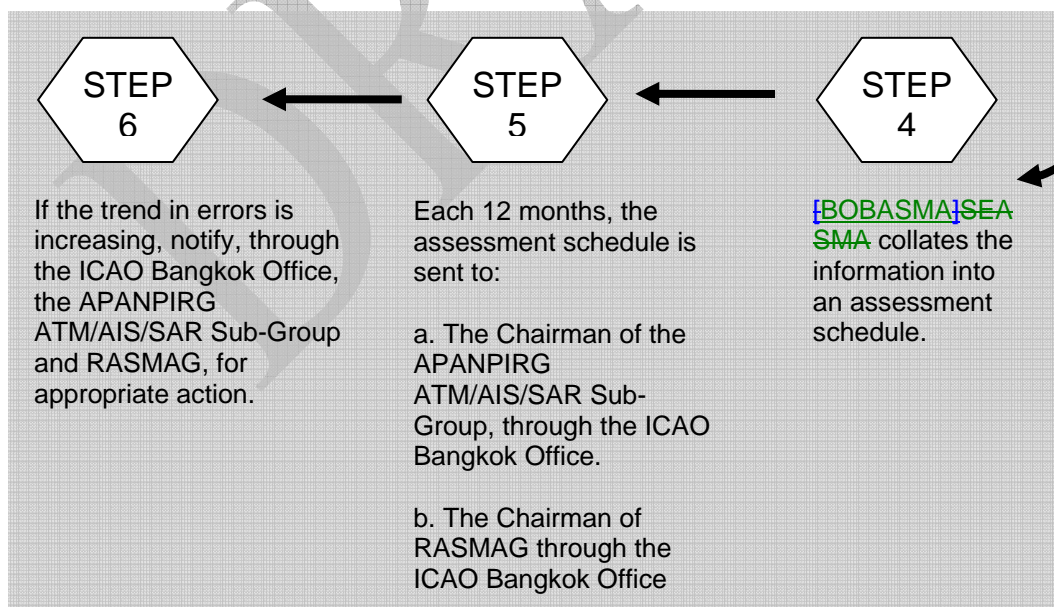 STEP
6
If the trend in errors is
increasing, notify, through
the ICAO Bangkok Office,
the APANPIRG
ATM/AIS/SAR Sub-Group
and RASMAG, for
appropriate action.
STEP
5
Each 12 months, the
assessment schedule is
sent to:
a. The Chairman of the
APANPIRG
ATM/AIS/SAR Sub-
Group, through the ICAO
Bangkok Office.
b. The Chairman of
RASMAG through the
ICAO Bangkok Office
STEP
4
[BOBASMA]SEA
SMA collates the
information into
an assessment
schedule.